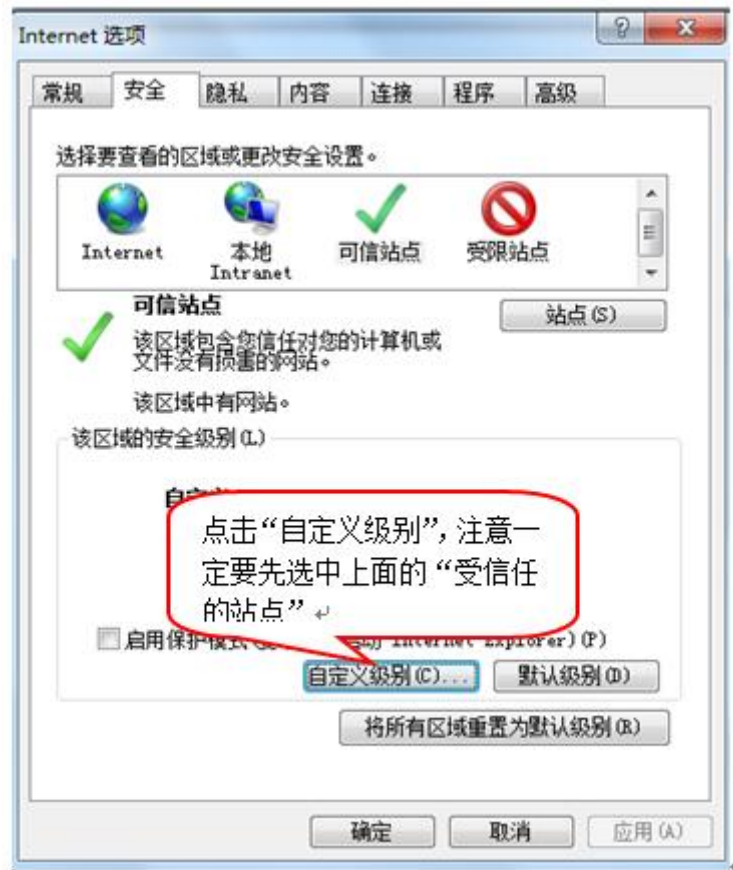 Internet 选项
常规 安全 隐私 内容 连接 程序 高级
选择要查看的区域或更改安全设置。
Internet 本地 可信站点 受限站点
Intranet
可信站点
站点(S)
该区域包含您信任对您的计算机或
文件没有损害的网站。
该区域中有网站。
该区域的安全级别(L)
点击“自定义级别”,注意一
定要先选中上面的“受信任
的站点”
启用保护模式 Internet Explorer)(P)
自定义级别(C)... 默认级别(D)
将所有区域重置为默认级别(R)
确定 取消 应用(A)